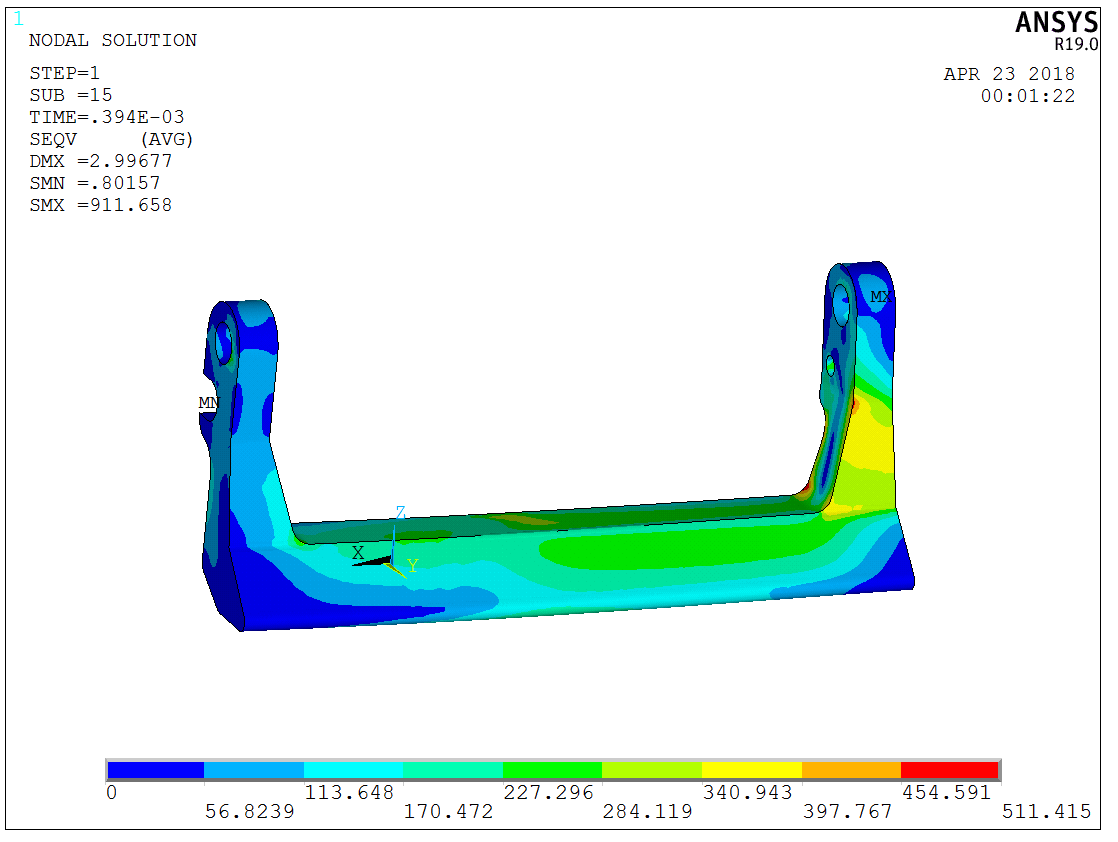 1
NODAL SOLUTION
STEP=1
SUB =15
TIME=.394E-03
SEQV (AVG)
DMX =2.99677
SMN =.80157
SMX =911.658
ANSYS
R19.0
APR 23 2018
00:01:22
MX
MN
Z
X
Y
0
56.8239
113.648
170.472
227.296
284.119
340.943
397.767
454.591
511.415